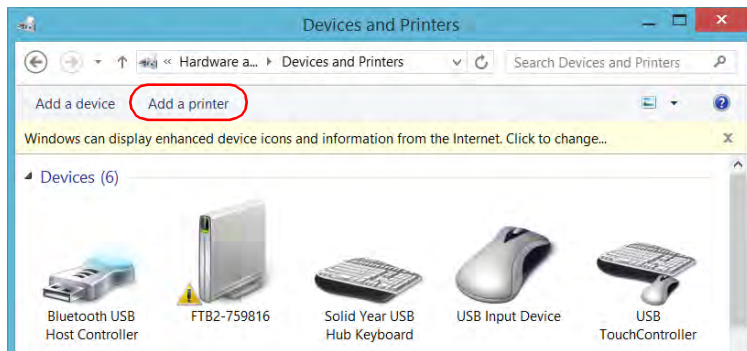 Devices and Printers
« Hardware a... ▸ Devices and Printers
Search Devices and Printers
Add a device Add a printer
Windows can display enhanced device icons and information from the Internet. Click to change...
Devices (6)
Bluetooth USB
Host Controller
FTB2-759816
Solid Year USB
Hub Keyboard
USB Input Device
USB
TouchController